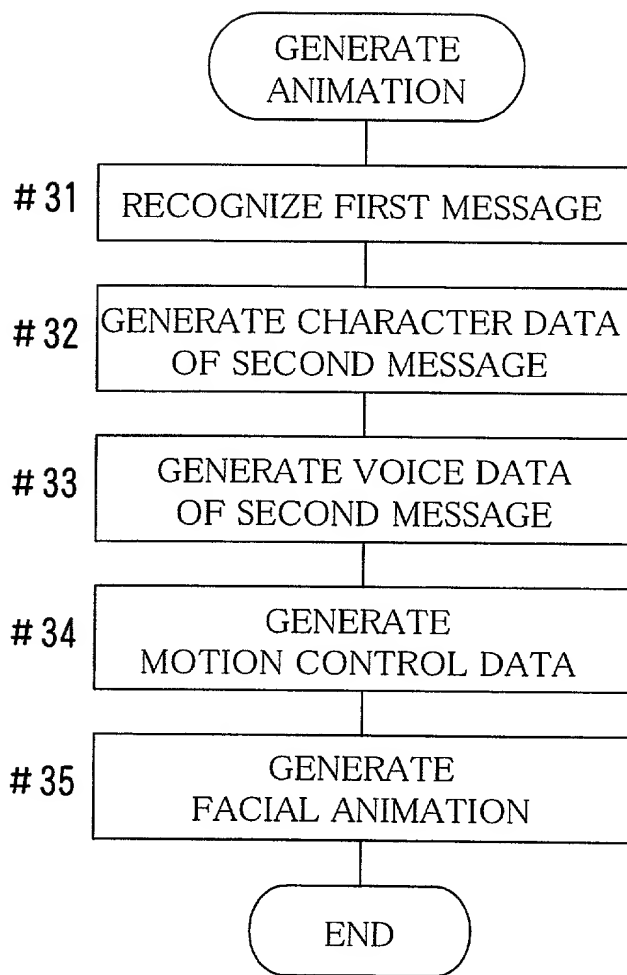 GENERATE
ANIMATION
#31
RECOGNIZE FIRST MESSAGE
#32
GENERATE CHARACTER DATA
OF SECOND MESSAGE
#33
GENERATE VOICE DATA
OF SECOND MESSAGE
#34
GENERATE
MOTION CONTROL DATA
#35
GENERATE
FACIAL ANIMATION
END